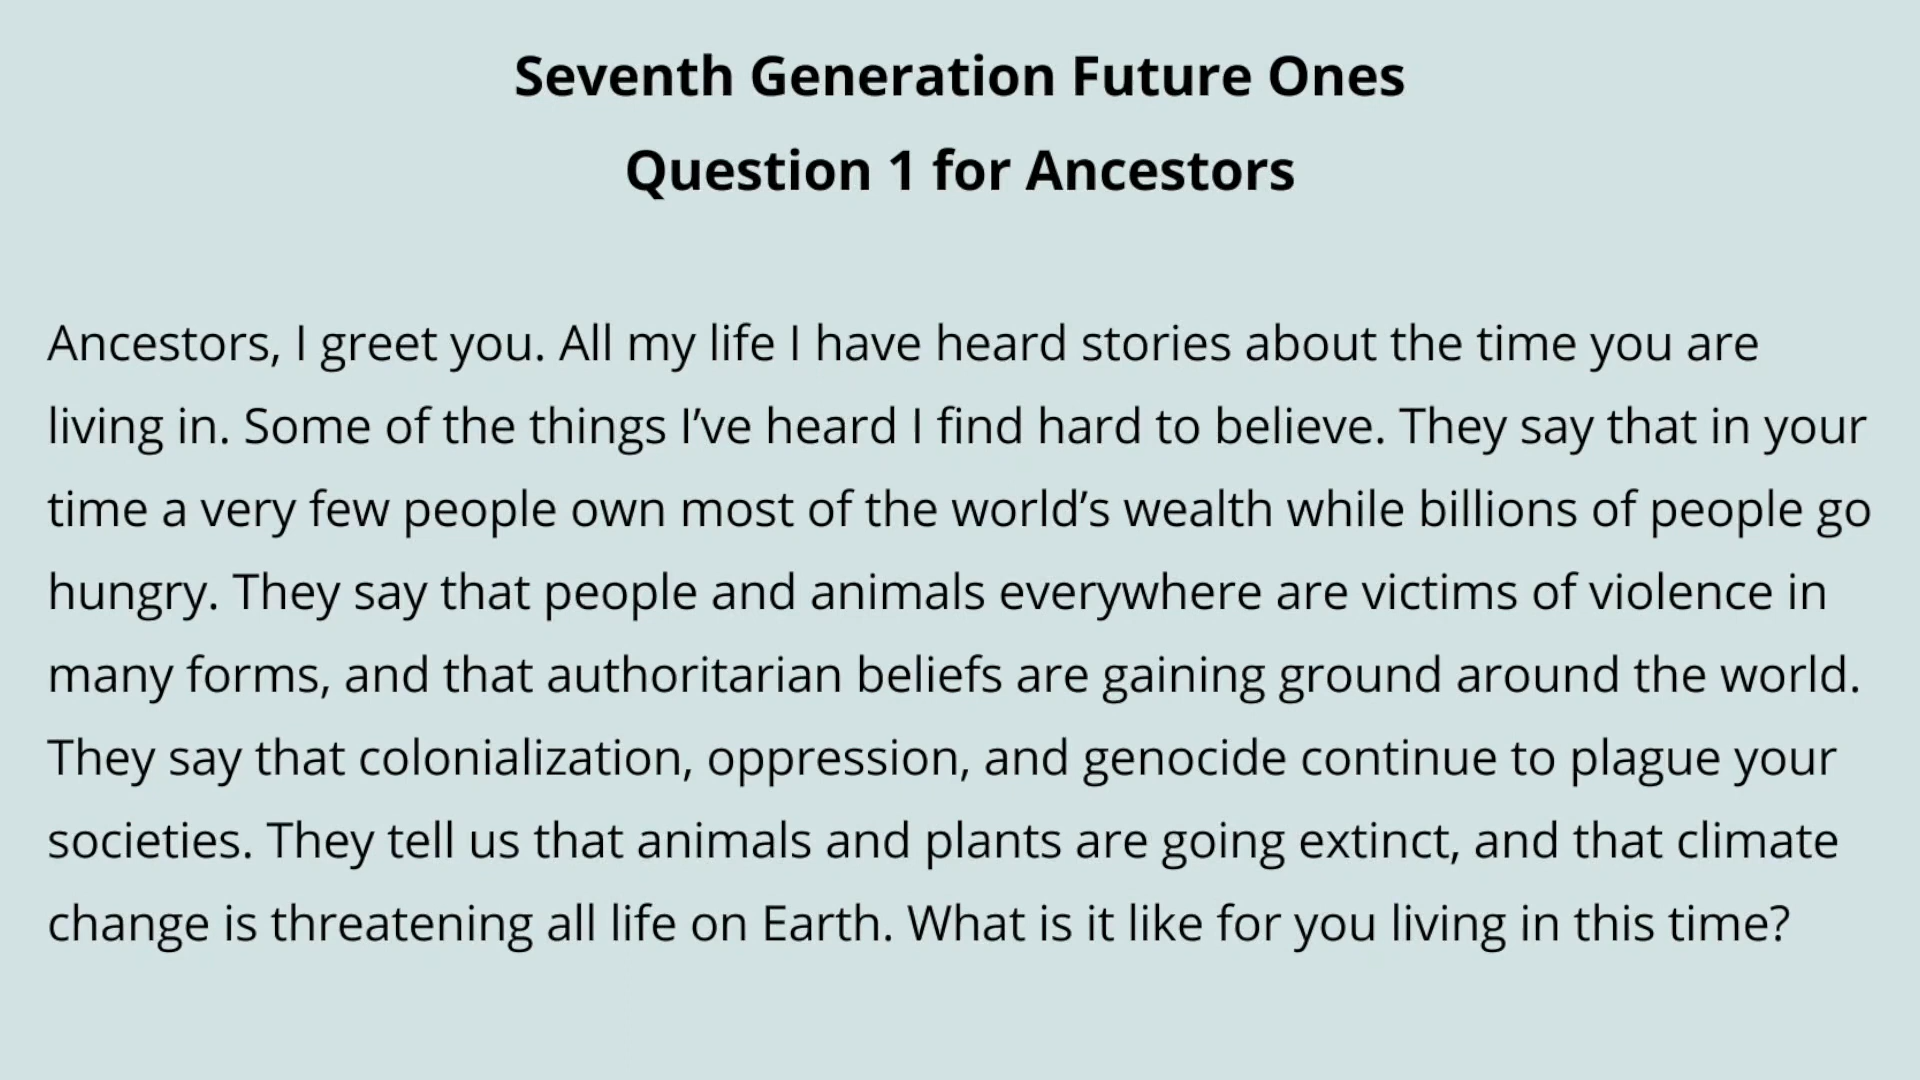 Seventh Generation Future Ones
Question 1 for Ancestors
Ancestors, I greet you. All my life I have heard stories about the time you are
living in. Some of the things I’ve heard I find hard to believe. They say that in your
time a very few people own most of the world’s wealth while billions of people go
hungry. They say that people and animals everywhere are victims of violence in
many forms, and that authoritarian beliefs are gaining ground around the world.
They say that colonialization, oppression, and genocide continue to plague your
societies. They tell us that animals and plants are going extinct, and that climate
change is threatening all life on Earth. What is it like for you living in this time?